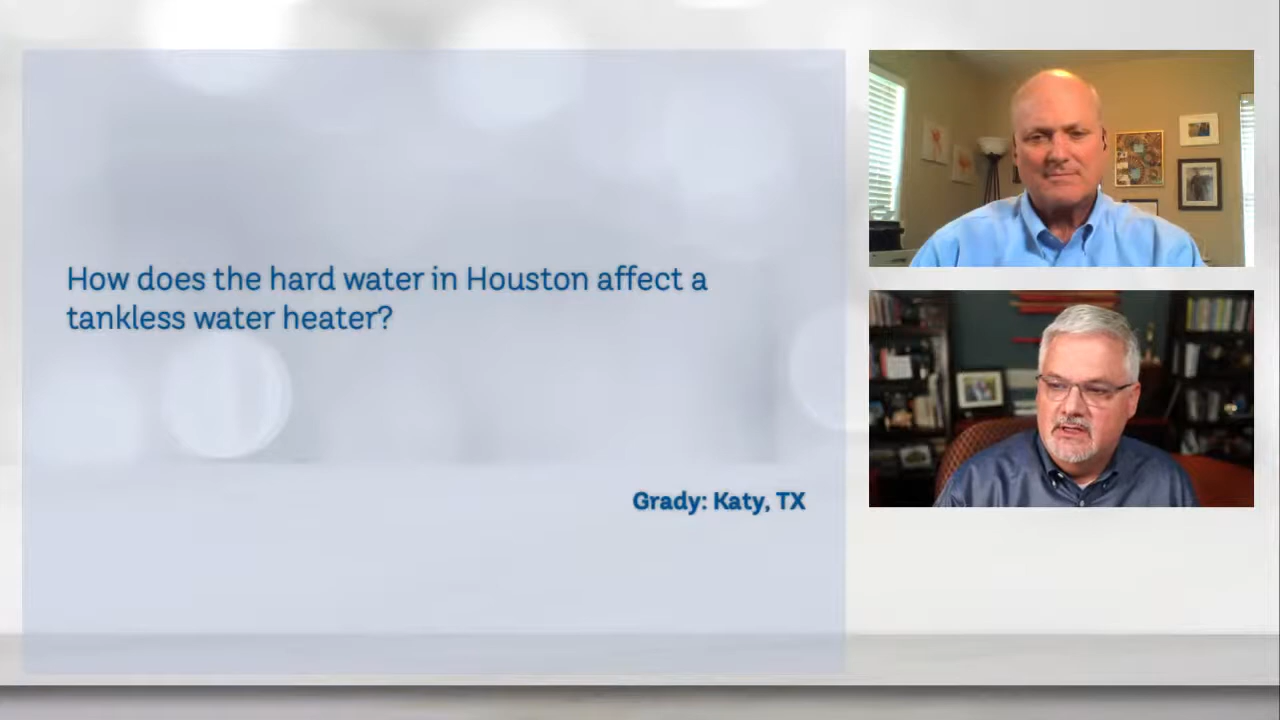 How does the hard water in Houston affect a
tankless water heater?
Grady: Katy, TX